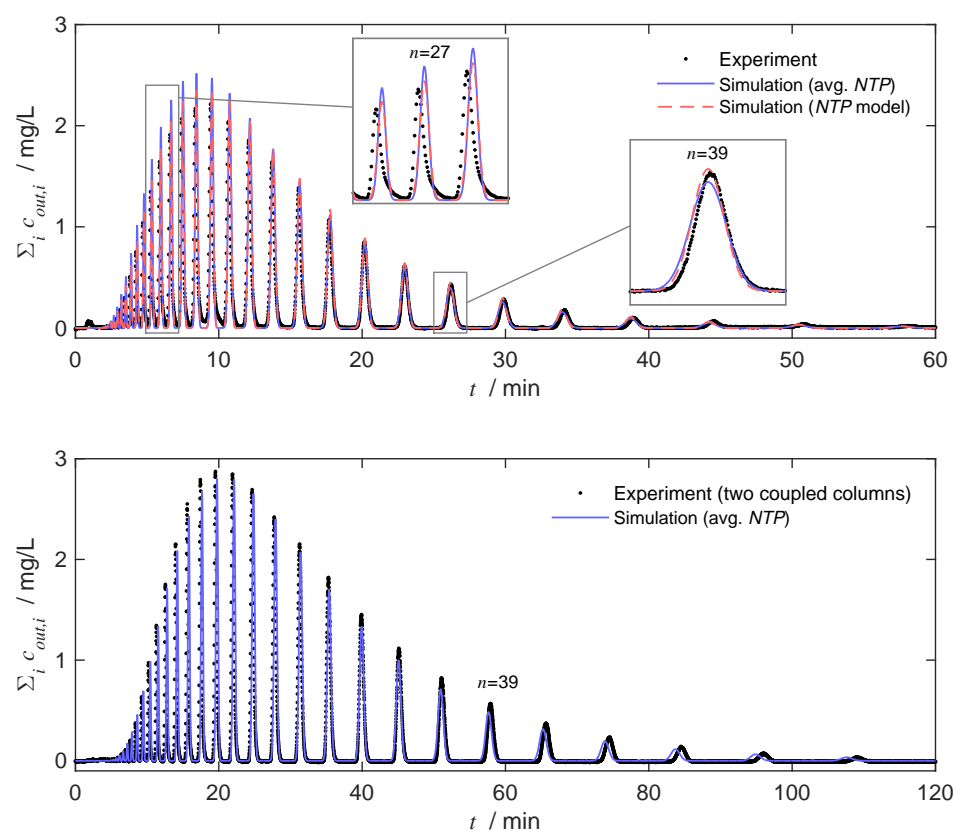 3
2
1
0
Σᵢ c_out,i / mg/L
n=27
Experiment
Simulation (avg. NTP)
Simulation (NTP model)
n=39
0 10 20 30 40 50 60
t / min
3
2
1
0
Σᵢ c_out,i / mg/L
Experiment (two coupled columns)
Simulation (avg. NTP)
n=39
0 20 40 60 80 100 120
t / min